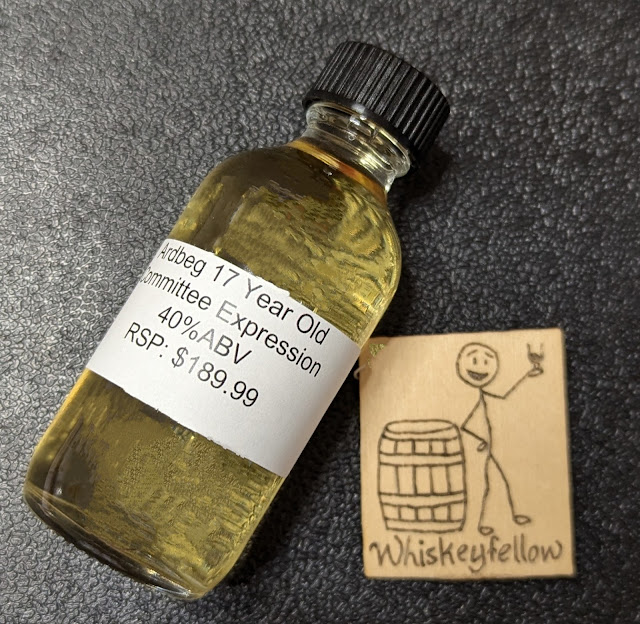 Ardbeg 17 Year Old
Committee Expression
40%ABV
RSP: $189.99
Whiskeyfellow